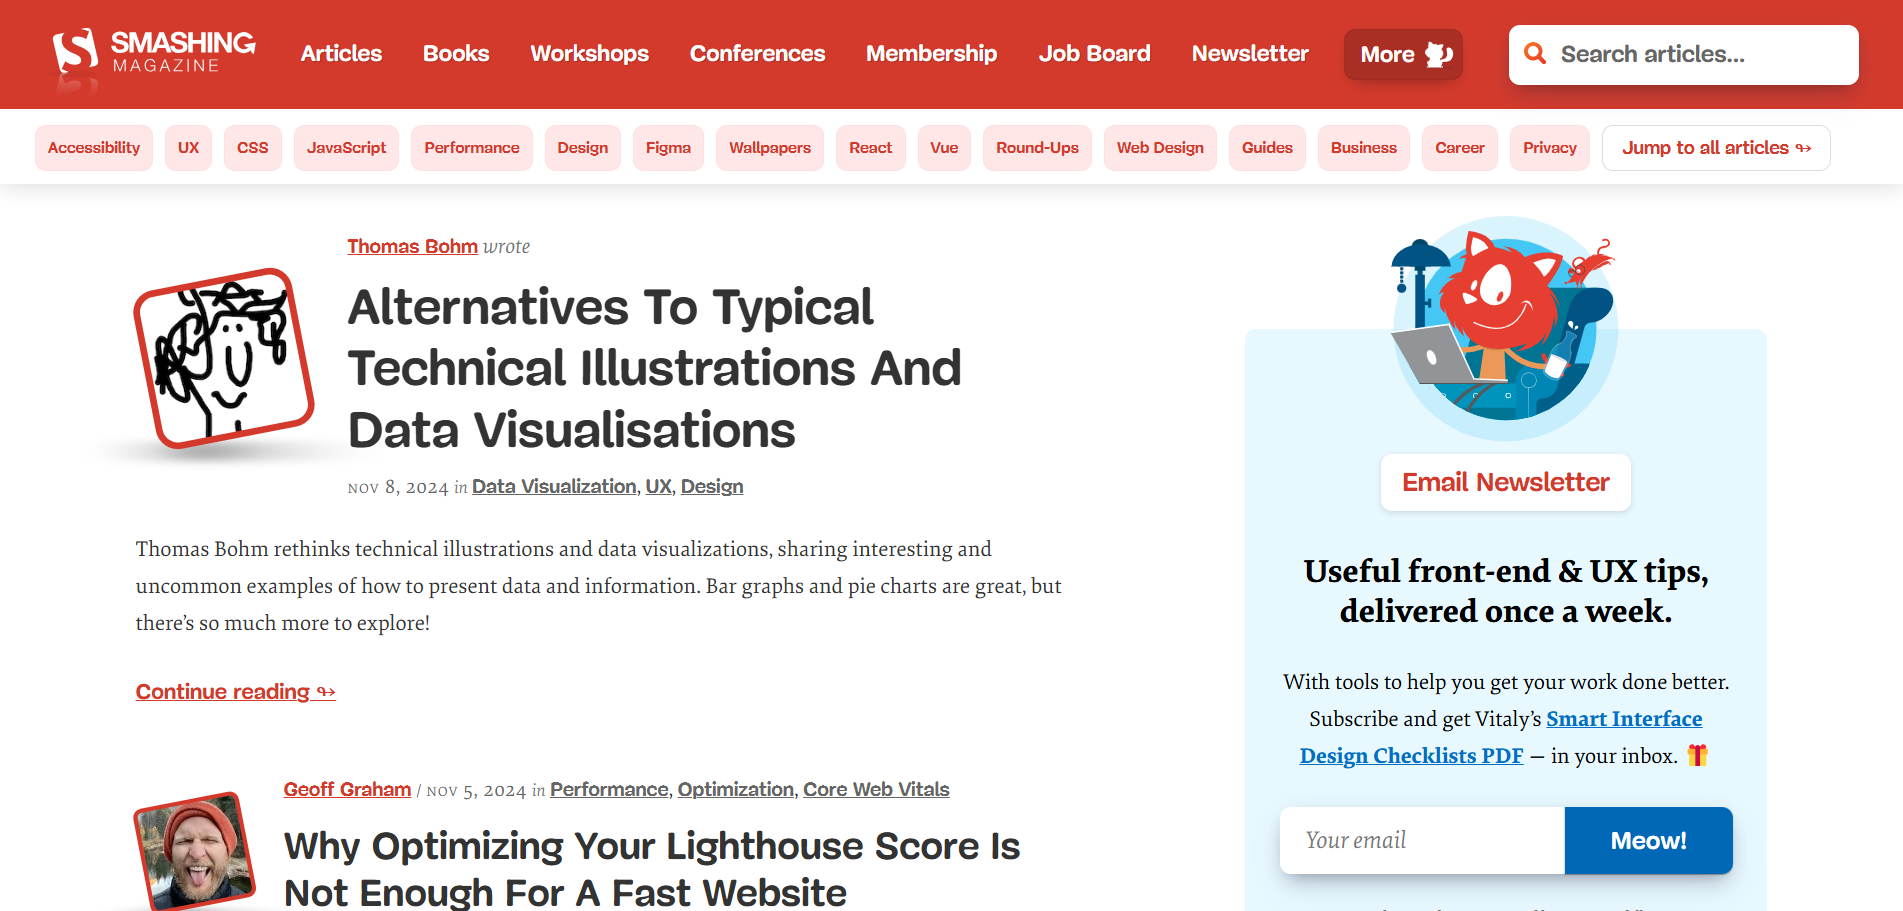 SMASHING
MAGAZINE
Articles
Books
Workshops
Conferences
Membership
Job Board
Newsletter
More
Search articles...
Accessibility
UX
CSS
JavaScript
Performance
Design
Figma
Wallpapers
React
Vue
Round-Ups
Web Design
Guides
Business
Career
Privacy
Jump to all articles ↬
Thomas Bohm wrote
Alternatives To Typical
Technical Illustrations And
Data Visualisations
NOV 8, 2024 in Data Visualization, UX, Design
Thomas Bohm rethinks technical illustrations and data visualizations, sharing interesting and
uncommon examples of how to present data and information. Bar graphs and pie charts are great, but
there’s so much more to explore!
Continue reading ↬
Geoff Graham / NOV 5, 2024 in Performance, Optimization, Core Web Vitals
Why Optimizing Your Lighthouse Score Is
Not Enough For A Fast Website
Email Newsletter
Useful front-end & UX tips,
delivered once a week.
With tools to help you get your work done better.
Subscribe and get Vitaly’s Smart Interface
Design Checklists PDF – in your inbox. 🎁
Your email
Meow!